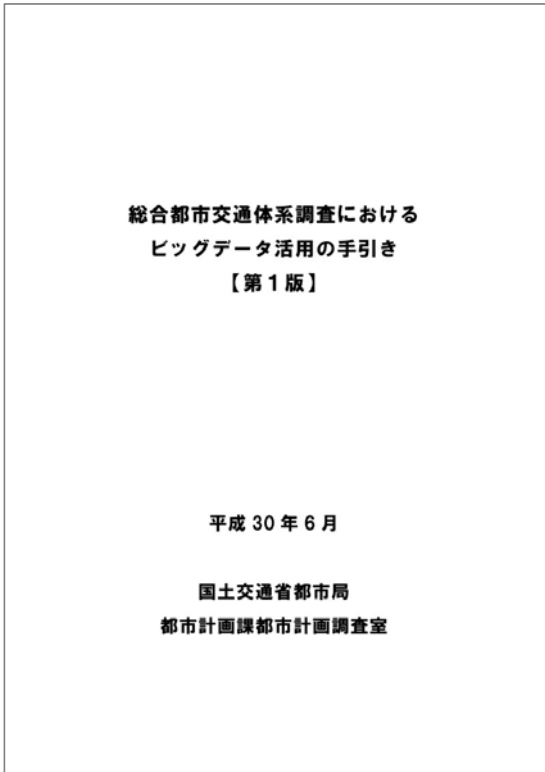 総合都市交通体系調査における
ビッグデータ活用の手引き
【第1版】
平成 30 年 6 月
国土交通省都市局
都市計画課都市計画調査室